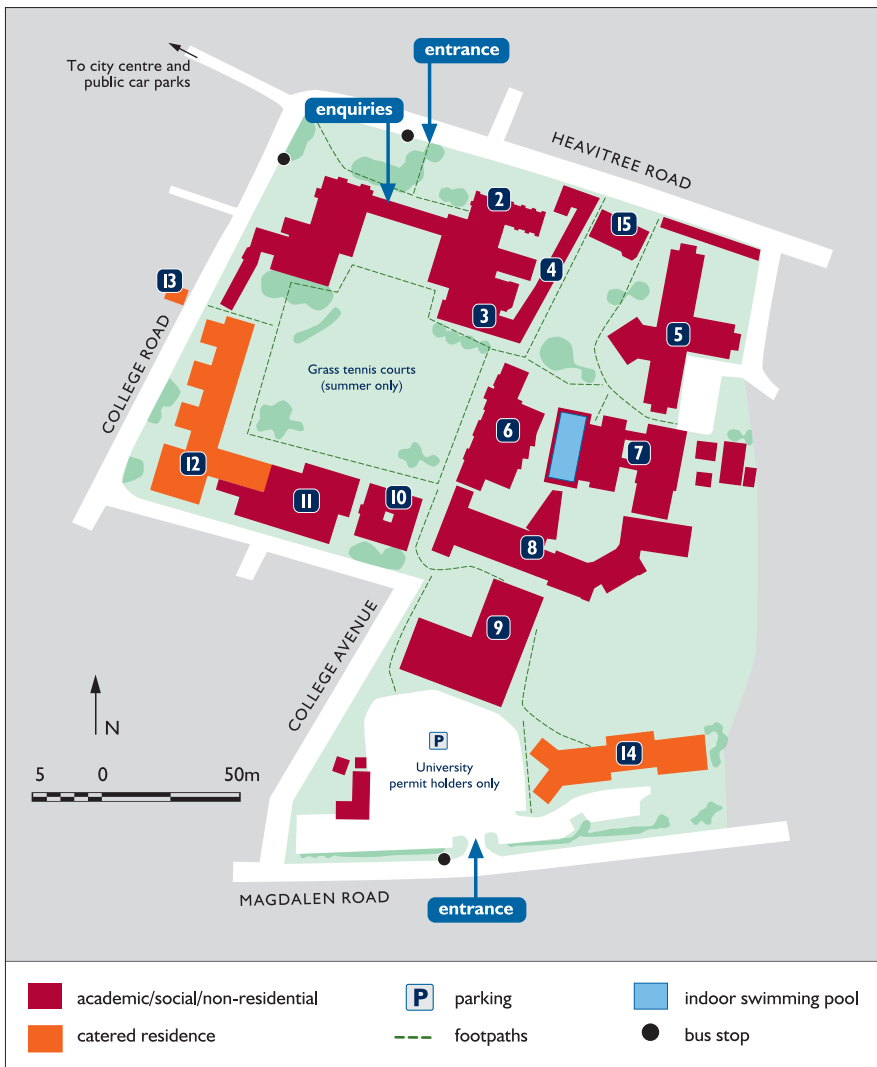 To city centre and
public car parks
entrance
enquiries
HEAVITREE ROAD
2
15
4
13
3
5
COLLEGE ROAD
Grass tennis courts
(summer only)
6
7
12
11
10
8
9
COLLEGE AVENUE
N
P
University
permit holders only
14
5 0 50m
MAGDALEN ROAD
entrance
academic/social/non-residential
P parking
indoor swimming pool
catered residence
footpaths
bus stop